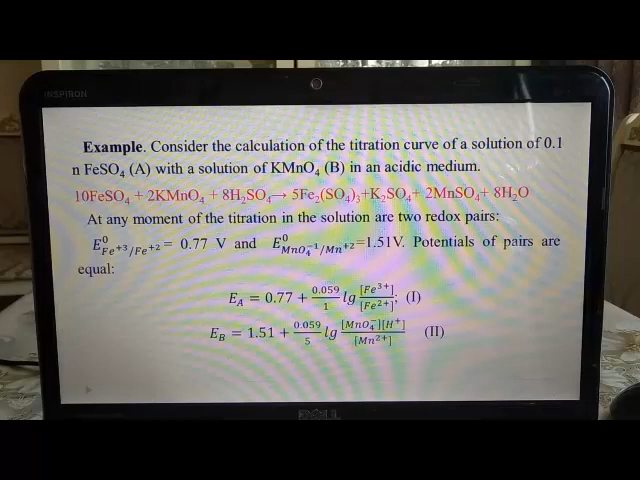 INSPIRON
Example. Consider the calculation of the titration curve of a solution of 0.1
n FeSO₄ (A) with a solution of KMnO₄ (B) in an acidic medium.
10FeSO₄ + 2KMnO₄ + 8H₂SO₄→ 5Fe₂(SO₄)₃+K₂SO₄+ 2MnSO₄+ 8H₂O
At any moment of the titration in the solution are two redox pairs:
E⁰Fe⁺³/Fe⁺² = 0.77 V and E⁰MnO₄⁻¹/Mn⁺²=1.51V. Potentials of pairs are
equal:
E_A = 0.77 + 0.059/1 lg [Fe³⁺]/[Fe²⁺]; (I)
E_B = 1.51 + 0.059/5 lg [MnO₄⁻][H⁺]/[Mn²⁺] (II)
DELL